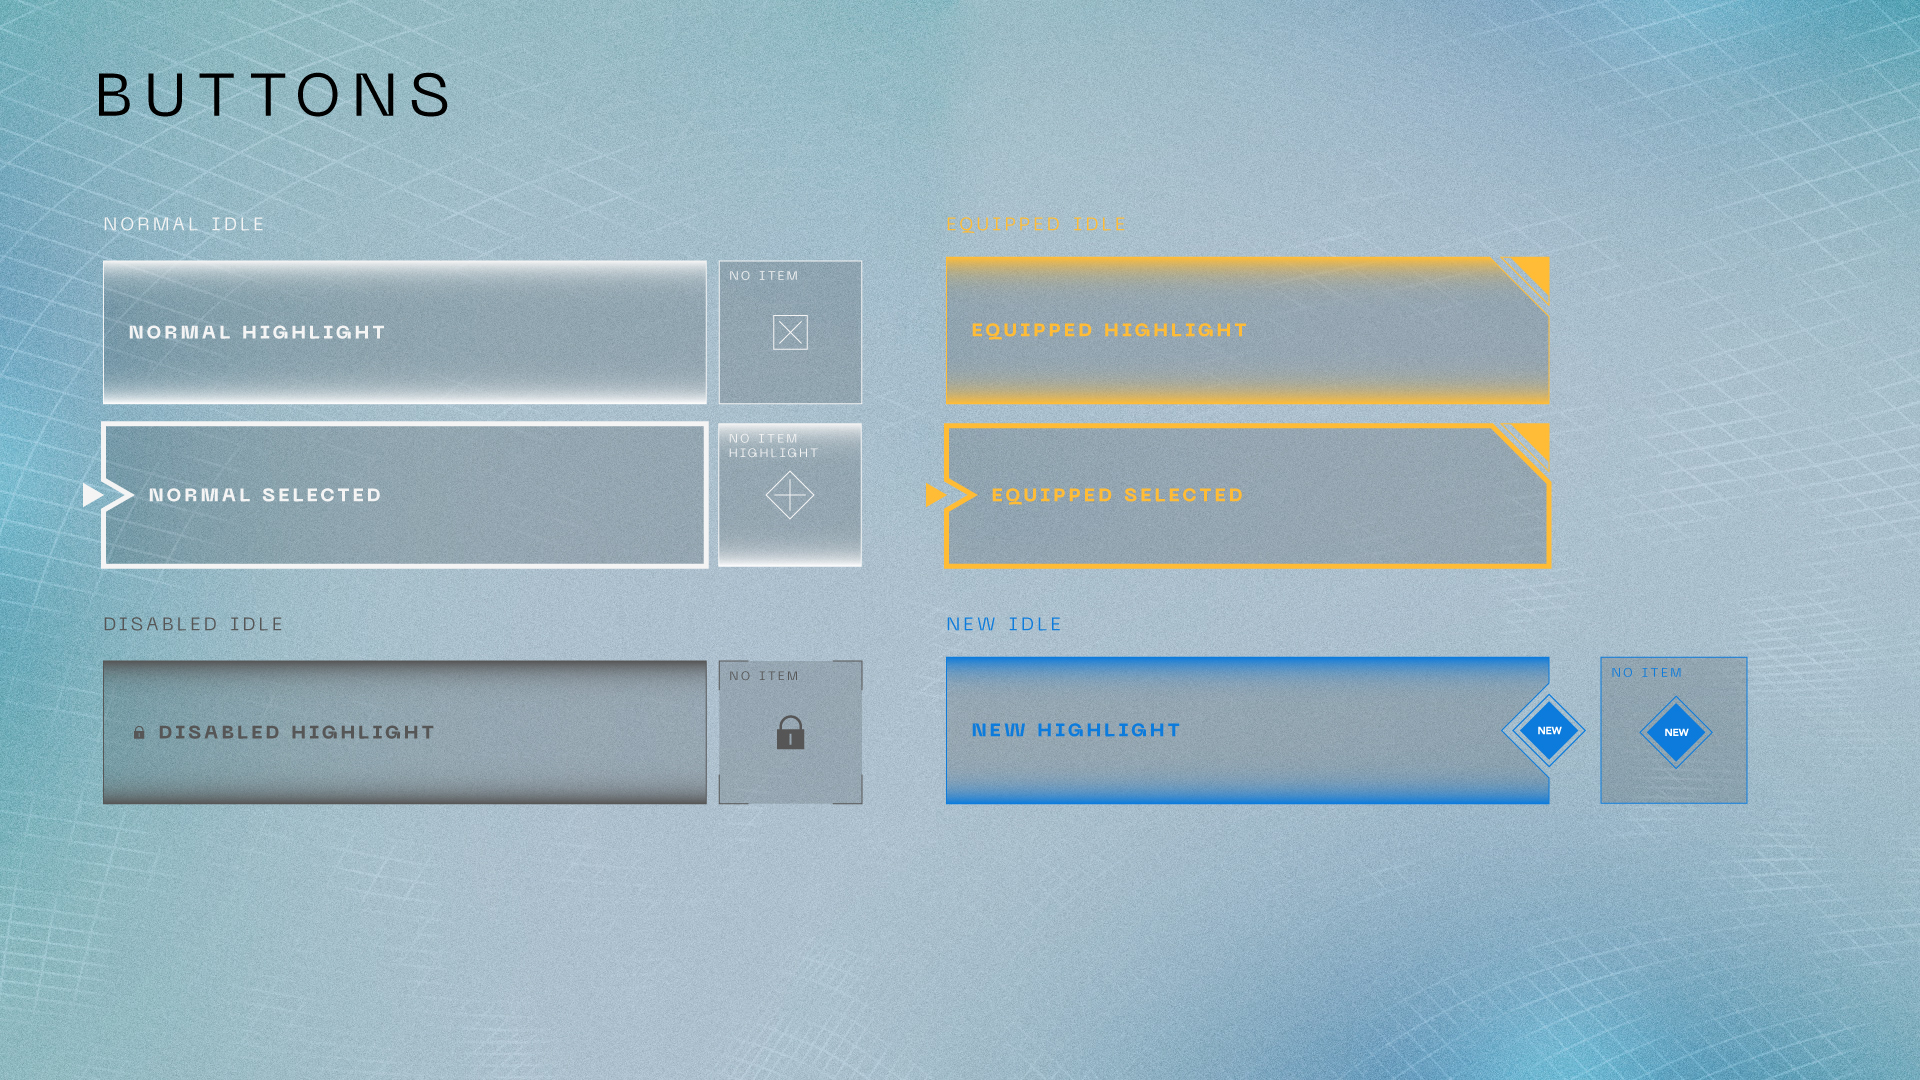 BUTTONS
NORMAL IDLE
NORMAL HIGHLIGHT
NO ITEM
NORMAL SELECTED
NO ITEM
HIGHLIGHT
DISABLED IDLE
DISABLED HIGHLIGHT
NO ITEM
EQUIPPED IDLE
EQUIPPED HIGHLIGHT
EQUIPPED SELECTED
NEW IDLE
NEW HIGHLIGHT
NEW
NO ITEM
NEW